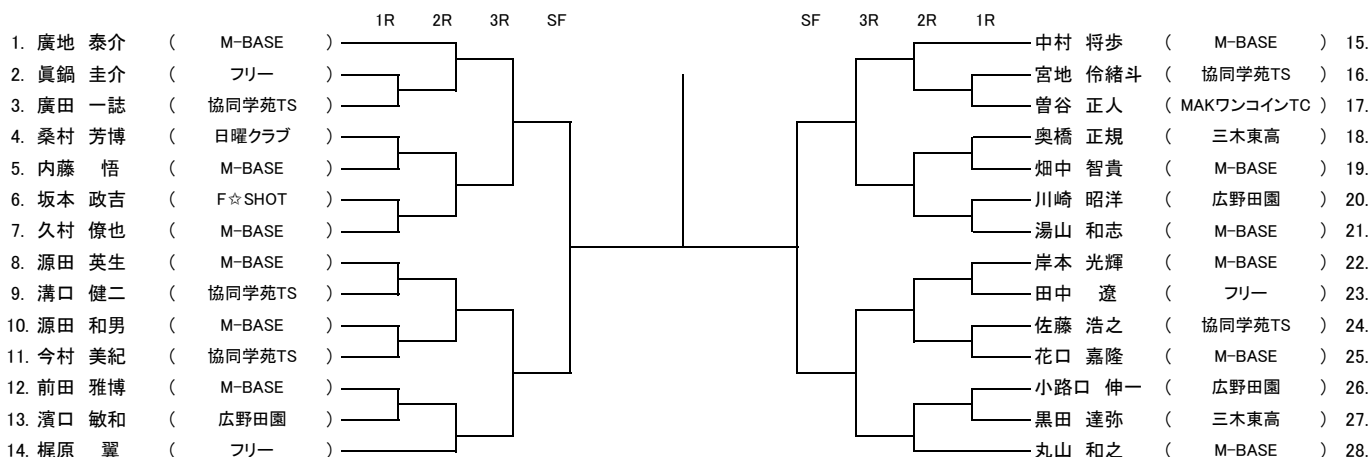 1R 2R 3R SF SF 3R 2R 1R
1. 廣地 泰介 ( M-BASE ) 中村 将歩 ( M-BASE ) 15.
2. 眞鍋 圭介 ( フリー ) 宮地 伶緒斗 ( 協同学苑TS ) 16.
3. 廣田 一誌 ( 協同学苑TS ) 曽谷 正人 ( MAKワンコインTC ) 17.
4. 桑村 芳博 ( 日曜クラブ ) 奥橋 正規 ( 三木東高 ) 18.
5. 内藤 悟 ( M-BASE ) 畑中 智貴 ( M-BASE ) 19.
6. 坂本 政吉 ( F☆SHOT ) 川崎 昭洋 ( 広野田園 ) 20.
7. 久村 僚也 ( M-BASE ) 湯山 和志 ( M-BASE ) 21.
8. 源田 英生 ( M-BASE ) 岸本 光輝 ( M-BASE ) 22.
9. 溝口 健二 ( 協同学苑TS ) 田中 遼 ( フリー ) 23.
10. 源田 和男 ( M-BASE ) 佐藤 浩之 ( 協同学苑TS ) 24.
11. 今村 美紀 ( 協同学苑TS ) 花口 嘉隆 ( M-BASE ) 25.
12. 前田 雅博 ( M-BASE ) 小路口 伸一 ( 広野田園 ) 26.
13. 濱口 敏和 ( 広野田園 ) 黒田 達弥 ( 三木東高 ) 27.
14. 梶原 翼 ( フリー ) 丸山 和之 ( M-BASE ) 28.